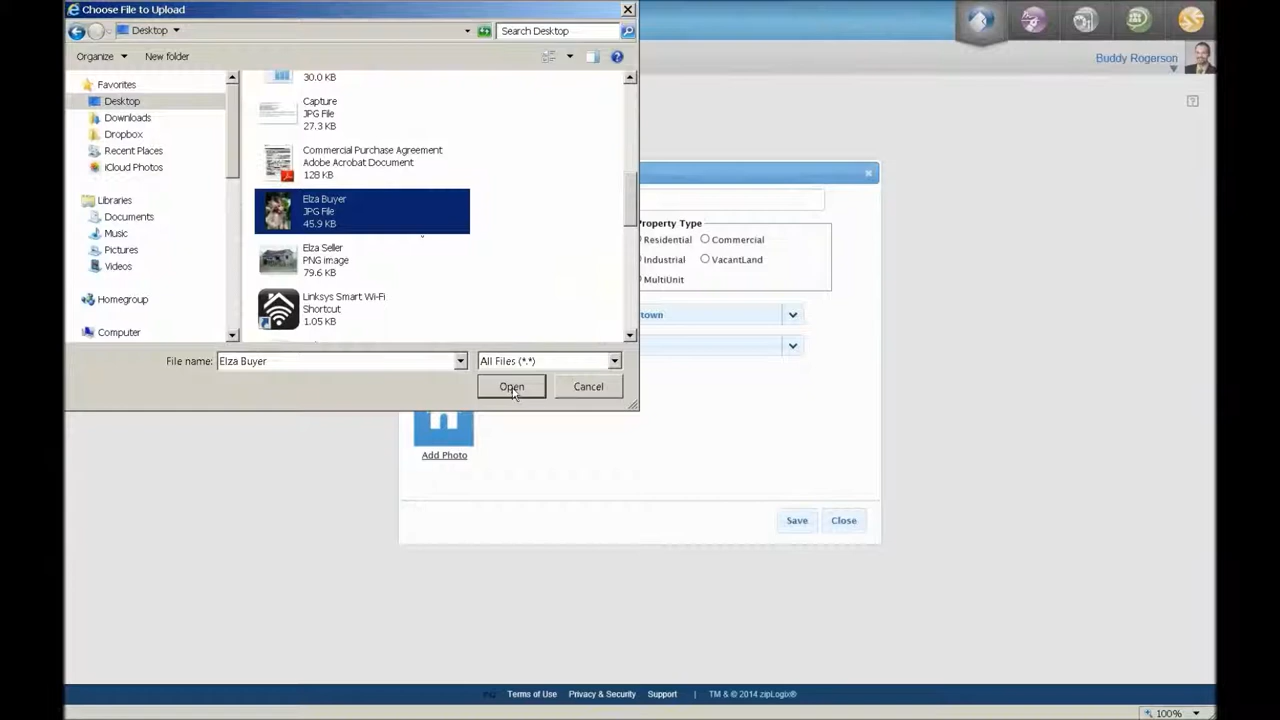 Choose File to Upload
Desktop
Search Desktop
Organize
New folder
Buddy Rogerson
Favorites
Desktop
Downloads
Dropbox
Recent Places
iCloud Photos
Libraries
Documents
Music
Pictures
Videos
Homegroup
Computer
30.0 KB
Capture
JPG File
27.3 KB
Commercial Purchase Agreement
Adobe Acrobat Document
128 KB
Elza Buyer
JPG File
45.9 KB
Elza Seller
PNG image
79.6 KB
Linksys Smart Wi-Fi
Shortcut
1.05 KB
File name:
Elza Buyer
All Files (*.*)
Open
Cancel
Property Type
Residential
Commercial
Industrial
VacantLand
MultiUnit
town
Add Photo
Save
Close
Terms of Use
Privacy & Security
Support
|
TM & © 2014 zipLogix®
100%